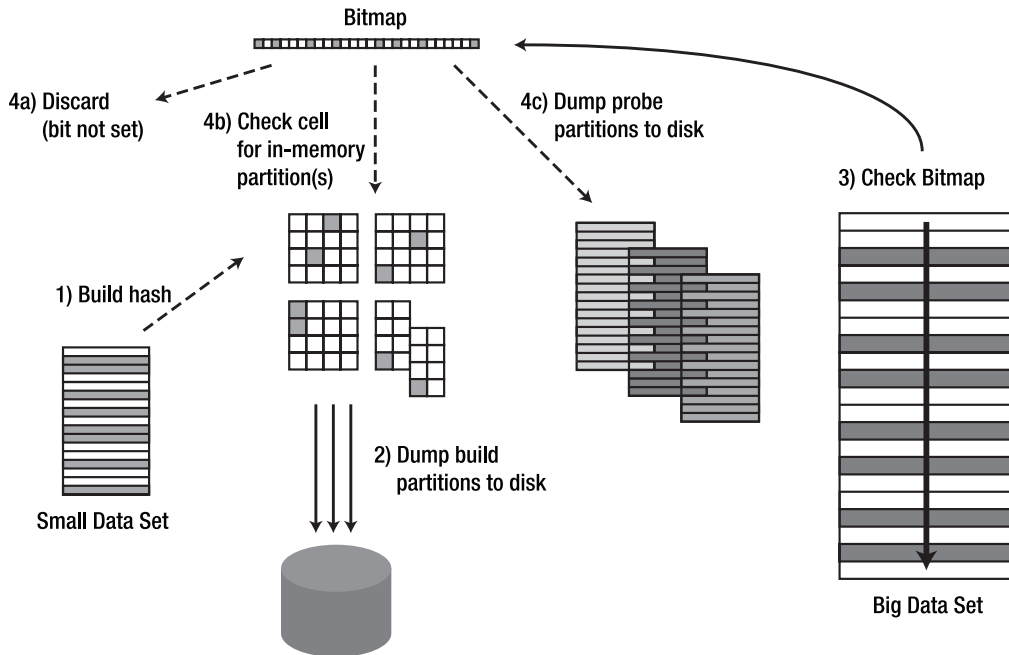 Bitmap
4a) Discard
(bit not set)
4b) Check cell
for in-memory
partition(s)
4c) Dump probe
partitions to disk
3) Check Bitmap
1) Build hash
2) Dump build
partitions to disk
Small Data Set
Big Data Set